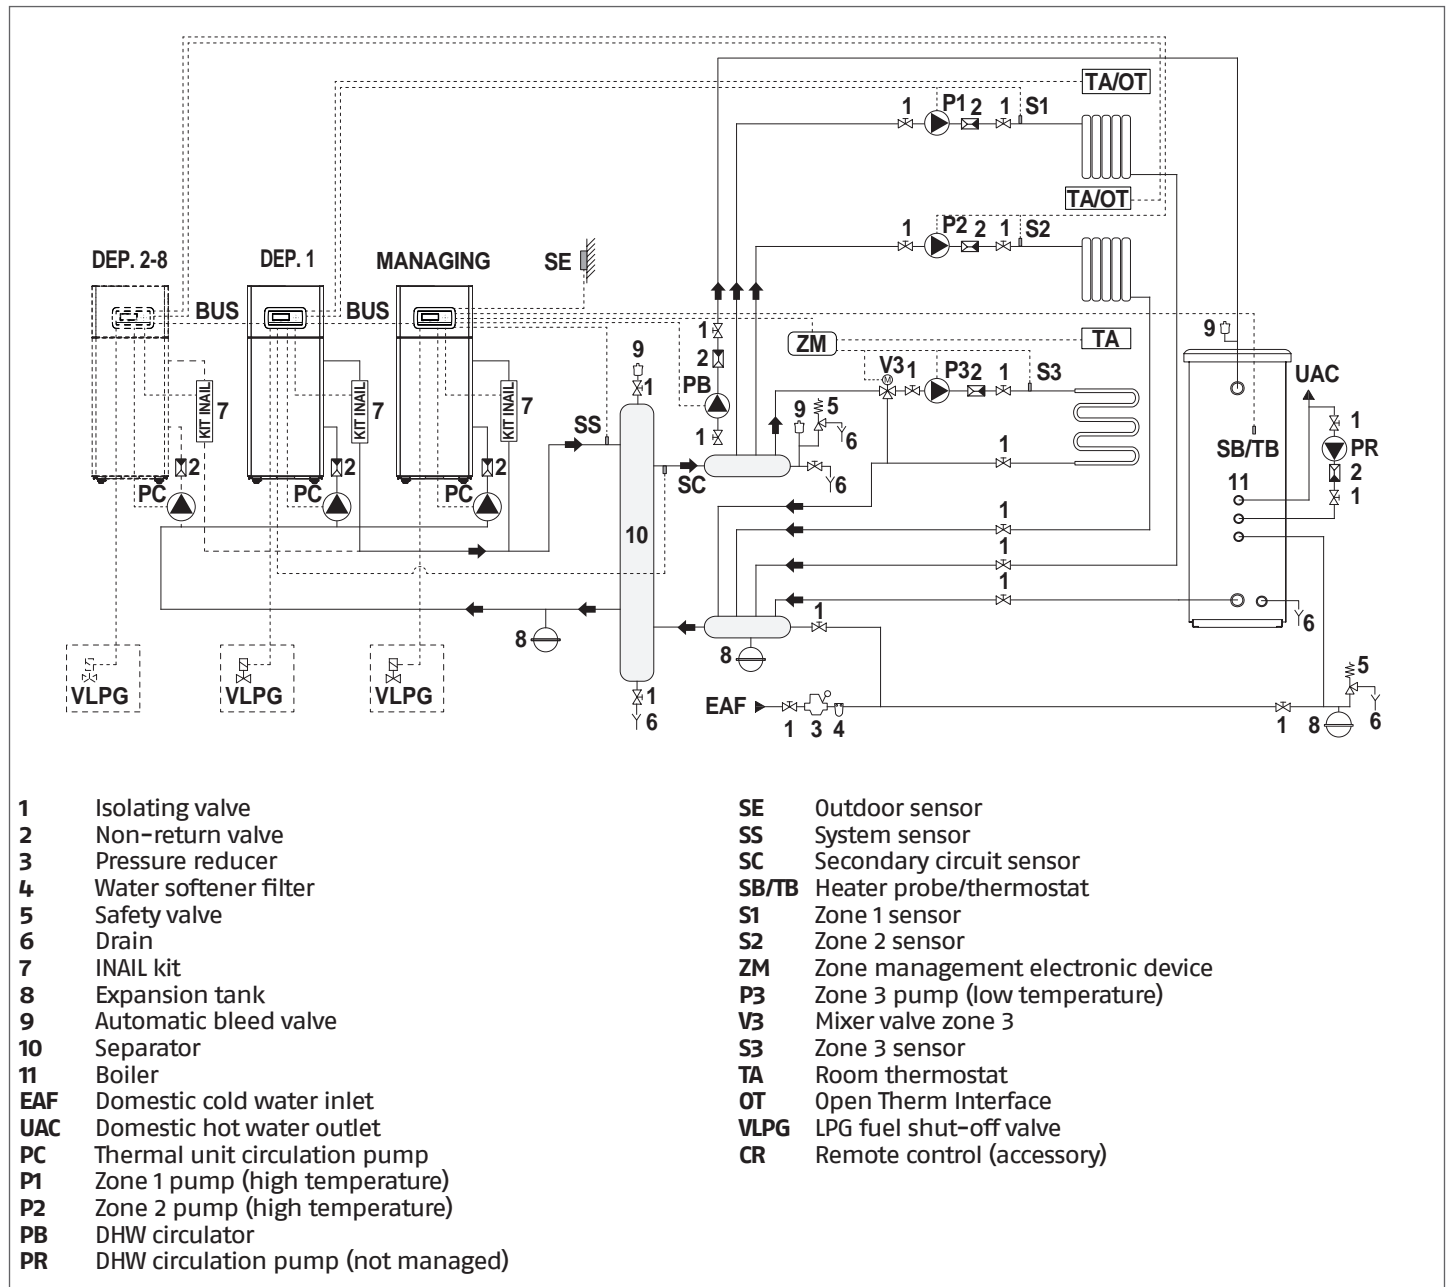 TA/OT
1 P1 2 1 S1
TA/OT
1 P2 2 1 S2
DEP. 2-8 DEP. 1 MANAGING SE
BUS BUS
ZM TA
9
1
2
PB
1
9
1
V3 1 P3 2 1 S3
9 5
6
6
UAC
1
PR
2
1
SB/TB
11
KIT INAIL 7 KIT INAIL 7 KIT INAIL 7
SS
SC
1
2 2 2
PC PC PC
10
1
1
1
1
8
8
6
VLPG VLPG VLPG
1
6
EAF
1 3 4
1 8 6
5
1 Isolating valve
2 Non-return valve
3 Pressure reducer
4 Water softener filter
5 Safety valve
6 Drain
7 INAIL kit
8 Expansion tank
9 Automatic bleed valve
10 Separator
11 Boiler
EAF Domestic cold water inlet
UAC Domestic hot water outlet
PC Thermal unit circulation pump
P1 Zone 1 pump (high temperature)
P2 Zone 2 pump (high temperature)
PB DHW circulator
PR DHW circulation pump (not managed)
SE Outdoor sensor
SS System sensor
SC Secondary circuit sensor
SB/TB Heater probe/thermostat
S1 Zone 1 sensor
S2 Zone 2 sensor
ZM Zone management electronic device
P3 Zone 3 pump (low temperature)
V3 Mixer valve zone 3
S3 Zone 3 sensor
TA Room thermostat
OT Open Therm Interface
VLPG LPG fuel shut-off valve
CR Remote control (accessory)